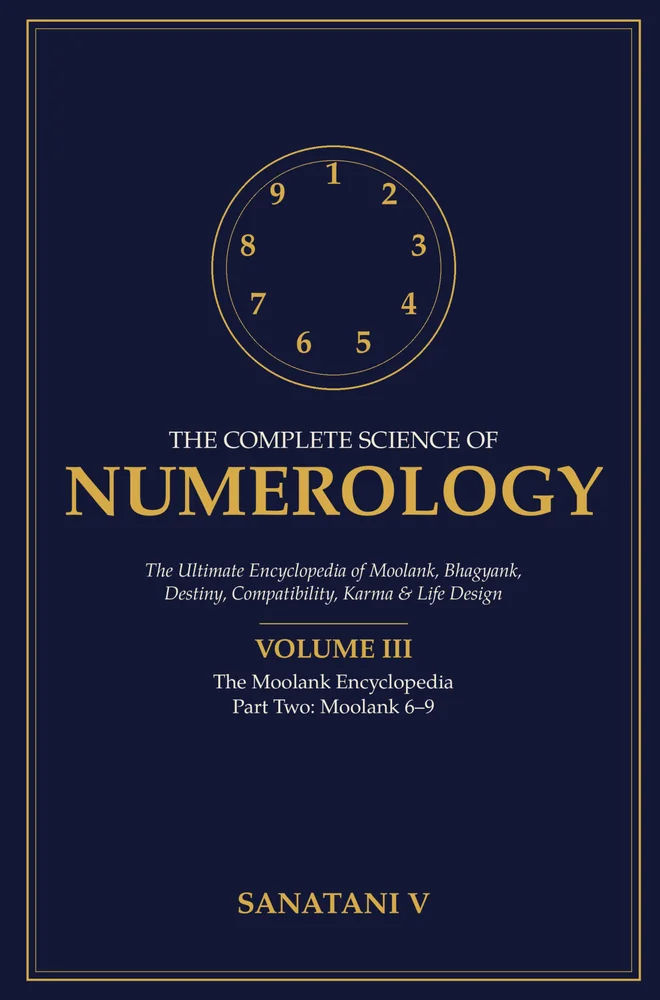 1
2
3
4
5
6
7
8
9
THE COMPLETE SCIENCE OF
NUMEROLOGY
The Ultimate Encyclopedia of Moolank, Bhagyank,
Destiny, Compatibility, Karma & Life Design
VOLUME III
The Moolank Encyclopedia
Part Two: Moolank 6–9
SANATANI V